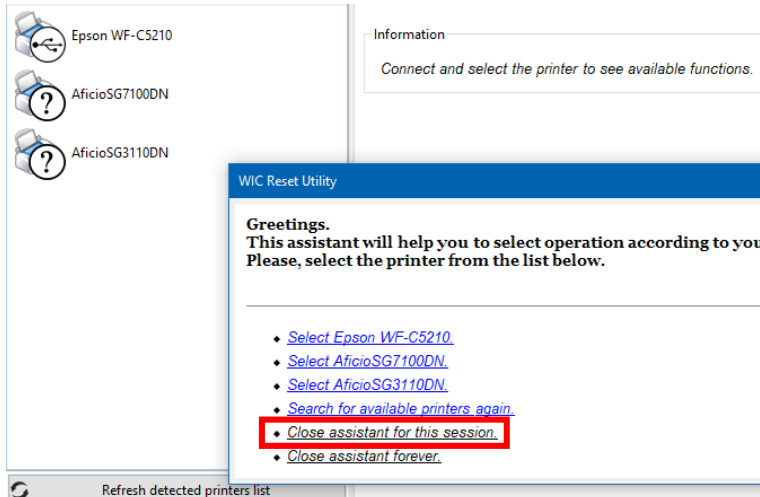 Epson WF-C5210
AficioSG7100DN
AficioSG3110DN
Information
Connect and select the printer to see available functions.
WIC Reset Utility
Greetings.
This assistant will help you to select operation according to you
Please, select the printer from the list below.
Select Epson WF-C5210.
Select AficioSG7100DN.
Select AficioSG3110DN.
Search for available printers again.
Close assistant for this session.
Close assistant forever.
Refresh detected printers list